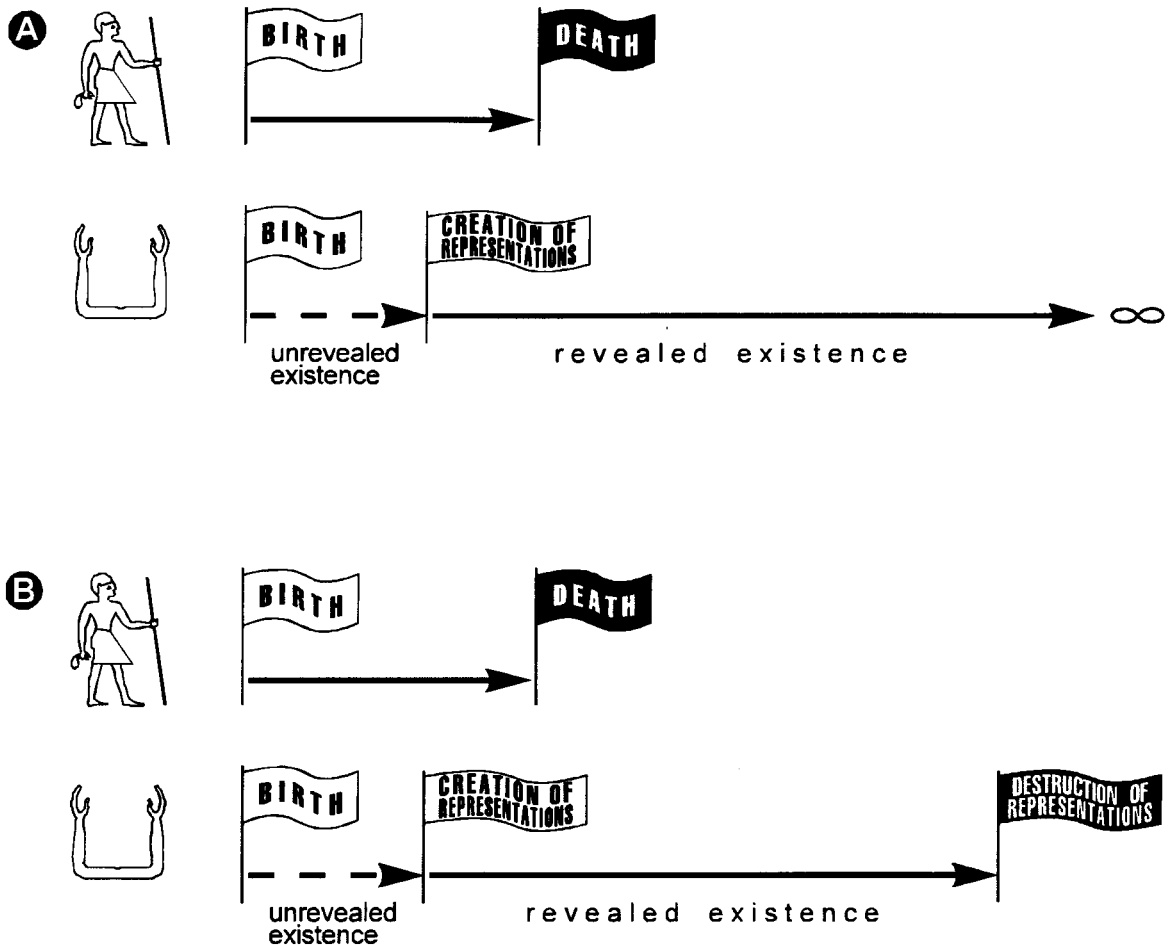 A
BIRTH
DEATH
BIRTH
CREATION OF
REPRESENTATIONS
∞
unrevealed
existence
revealed existence
B
BIRTH
DEATH
BIRTH
CREATION OF
REPRESENTATIONS
DESTRUCTION OF
REPRESENTATIONS
unrevealed
existence
revealed existence